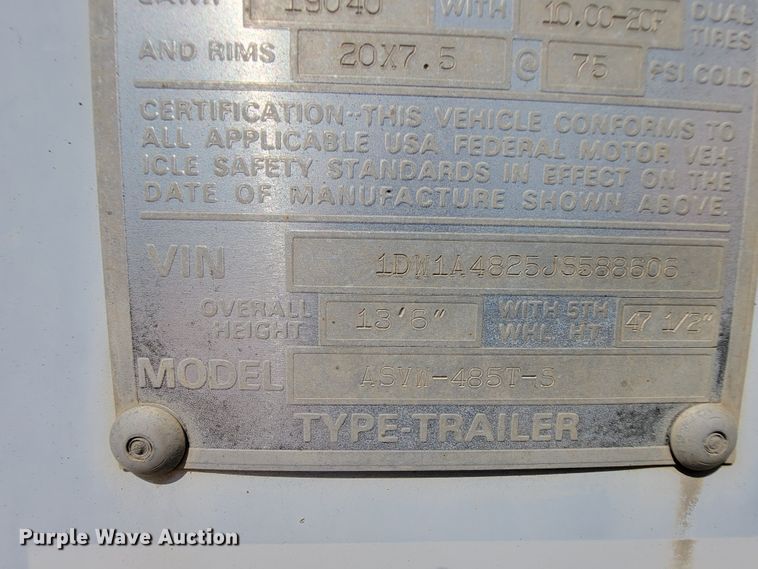 19040 WITH 10.00-20F DUAL TIRES
AND RIMS 20X7.5 @ 75 PSI COLD
CERTIFICATION--THIS VEHICLE CONFORMS TO
ALL APPLICABLE USA FEDERAL MOTOR VEH-
ICLE SAFETY STANDARDS IN EFFECT ON THE
DATE OF MANUFACTURE SHOWN ABOVE.
VIN 1DW1A4825JS588606
OVERALL HEIGHT 13'6" WITH 5TH WHL HT 47 1/2"
MODEL ASVW-485T-S
TYPE-TRAILER
Purple Wave Auction